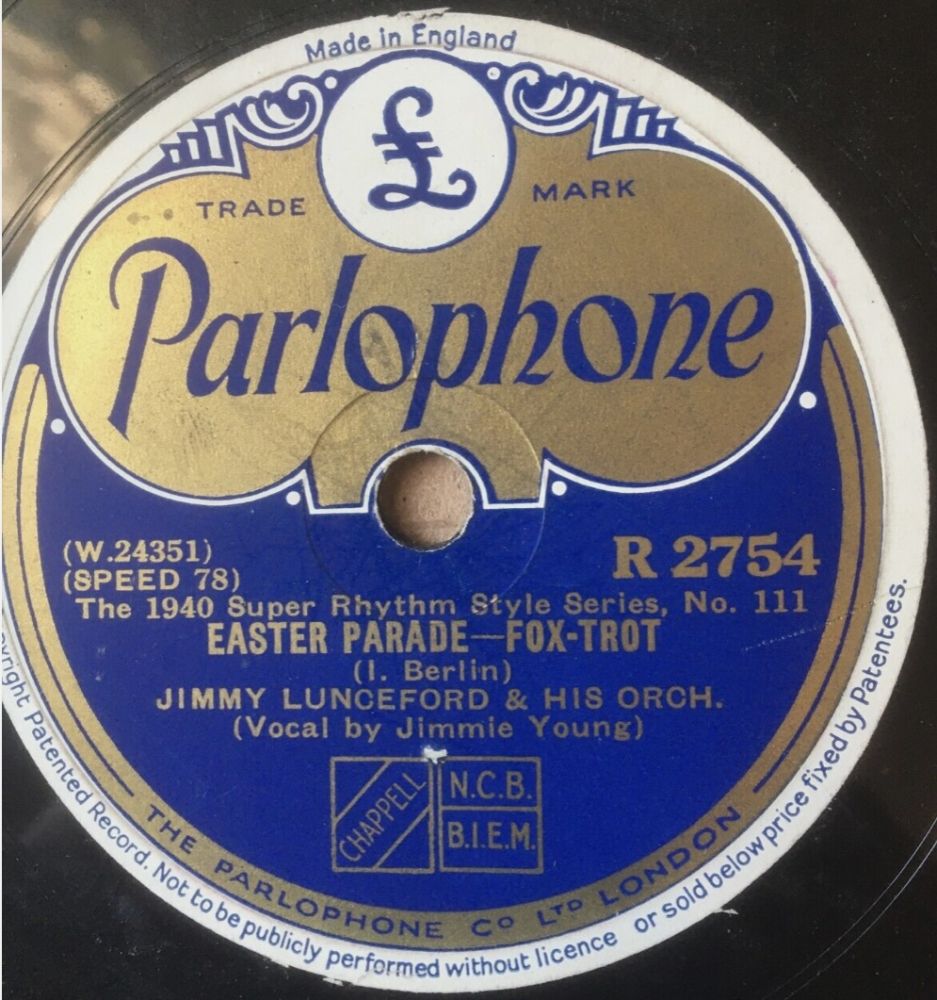 Made in England
£
TRADE MARK
Parlophone
(W.24351)
R 2754
(SPEED 78)
The 1940 Super Rhythm Style Series, No. 111
EASTER PARADE—FOX-TROT
(I. Berlin)
JIMMY LUNCEFORD & HIS ORCH.
(Vocal by Jimmie Young)
CHAPPELL
N.C.B.
B.I.E.M.
THE PARLOPHONE Co LTD LONDON
Patented Record. Not to be publicly performed without licence or sold below price fixed by Patentees.